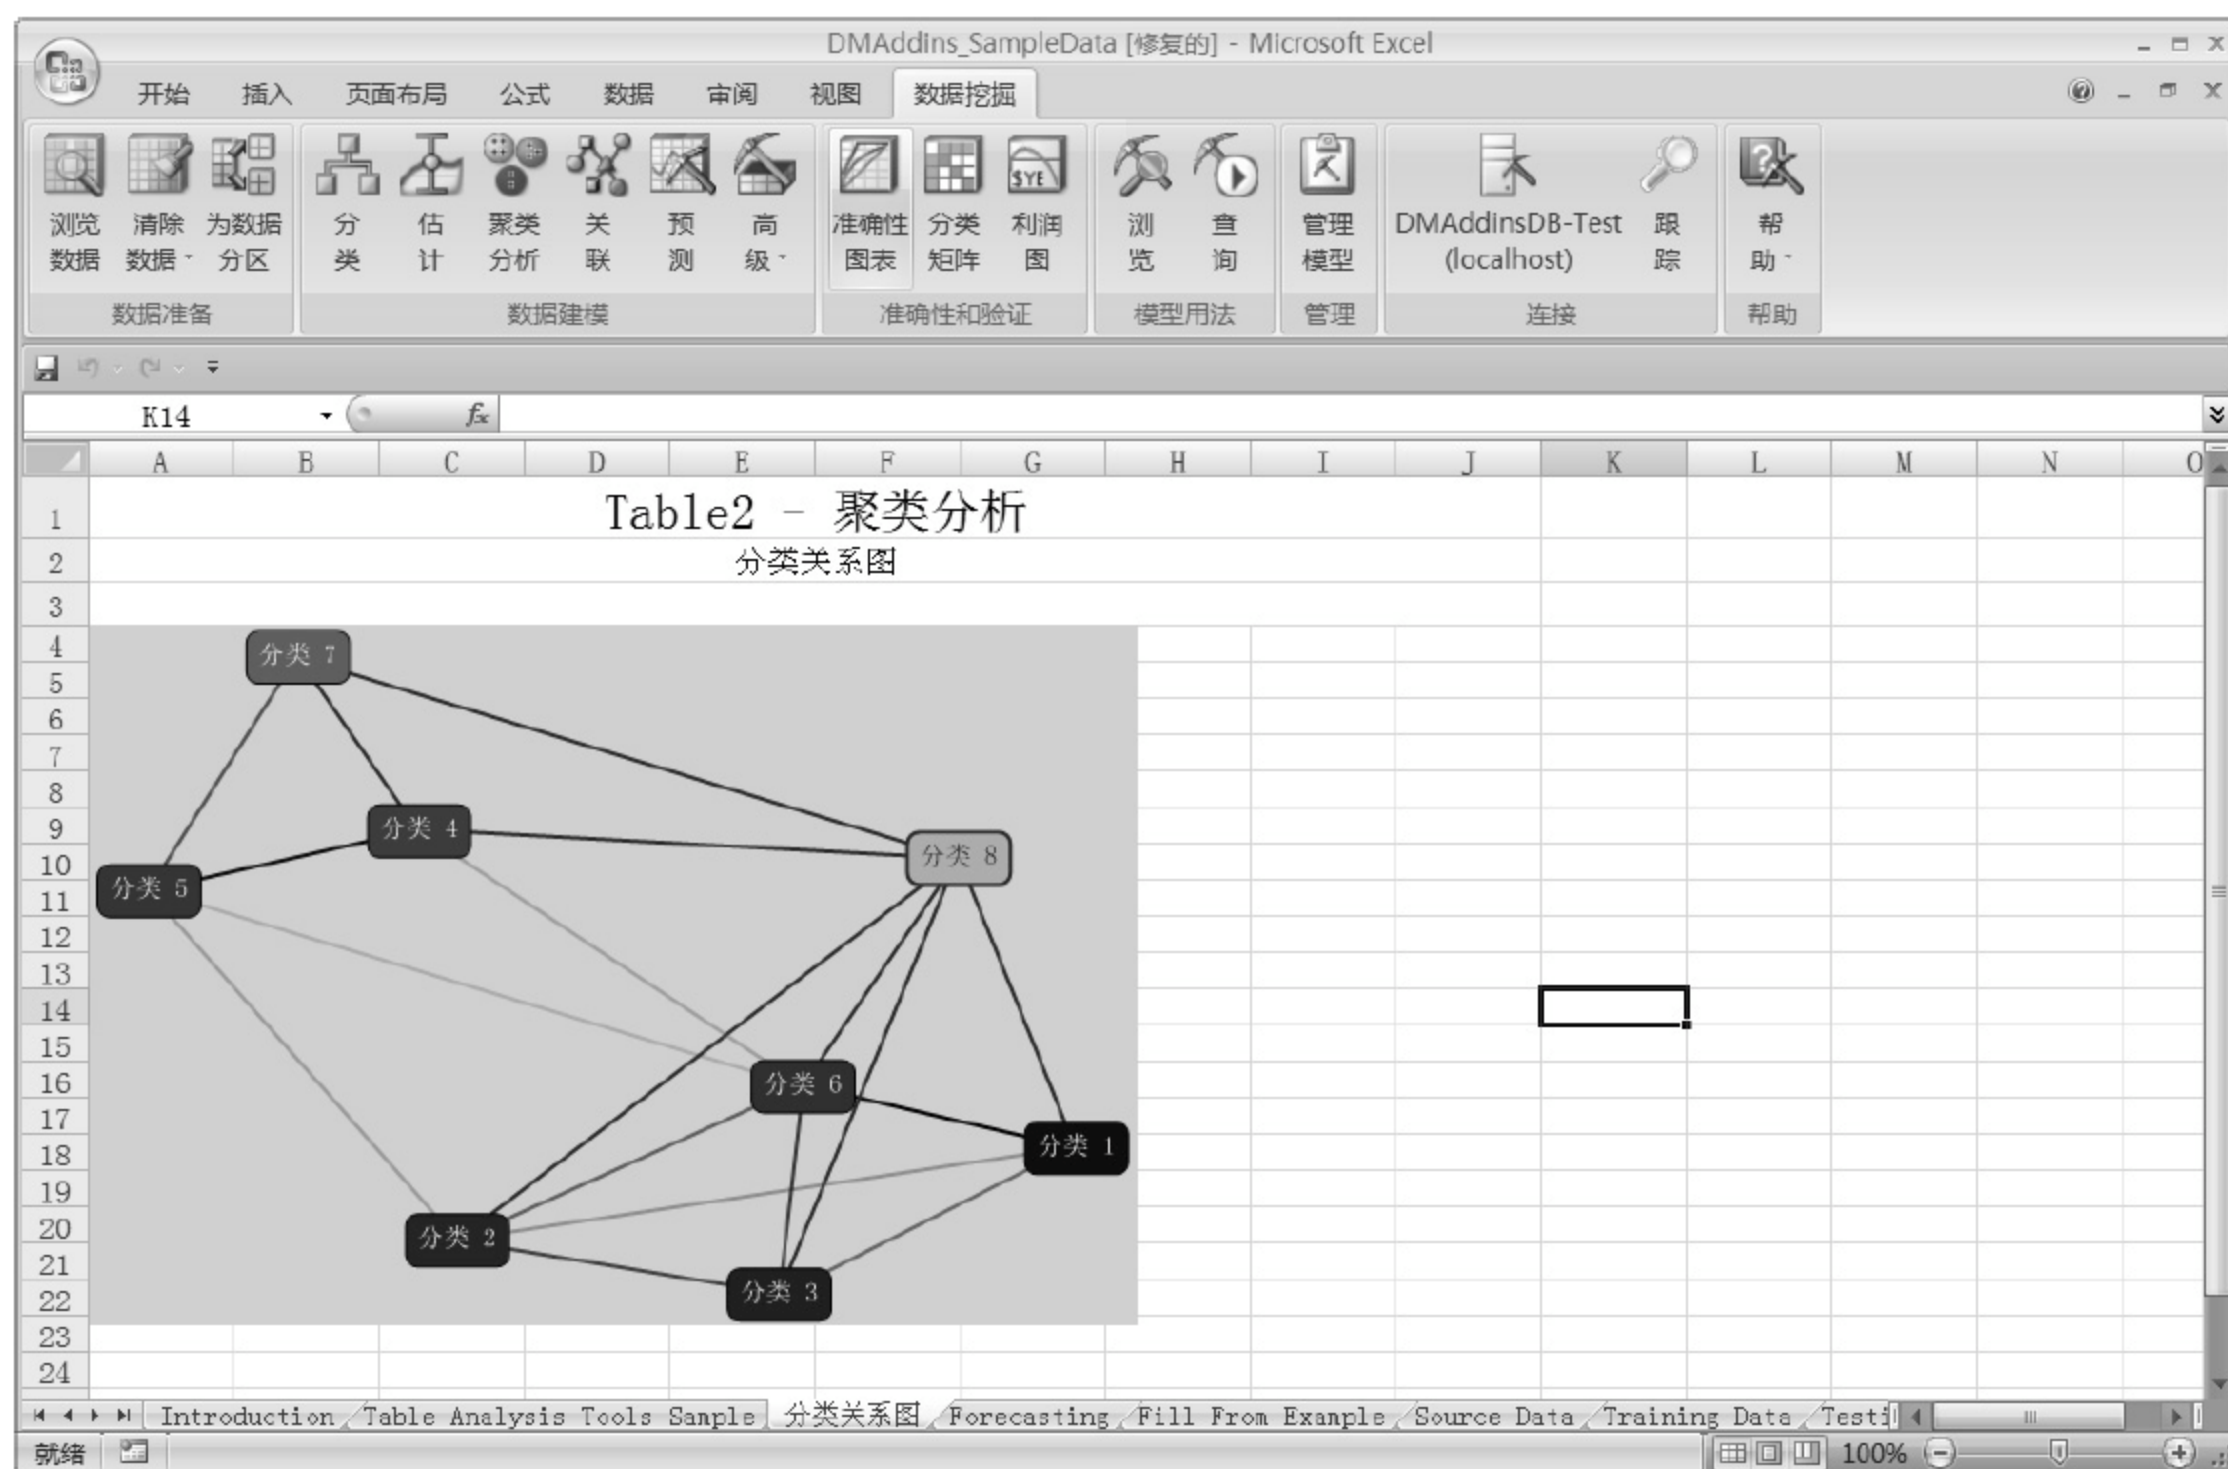 DMAddins_SampleData [修复的] - Microsoft Excel
开始 插入 页面布局 公式 数据 审阅 视图 数据挖掘
浏览 清除 为数据 分 估 聚类 关 预 高 准确性 分类 利润 浏 查 管理 DMAddinsDB-Test 跟 帮
数据 数据 分区 类 计 分析 联 测 级 图表 矩阵 图 览 询 模型 (localhost) 踪 助
数据准备 数据建模 准确性和验证 模型用法 管理 连接 帮助
K14 fx
A B C D E F G H I J K L M N O
1 Table2 - 聚类分析
2 分类关系图
3
4 分类 7
5
6
7
8
9 分类 4
分类 8
10
分类 5
11
12
13
14
15
16 分类 6
17
18 分类 1
19
20 分类 2
21
22 分类 3
23
24
Introduction Table Analysis Tools Sample 分类关系图 Forecasting Fill From Example Source Data Training Data Testi
就绪 100%